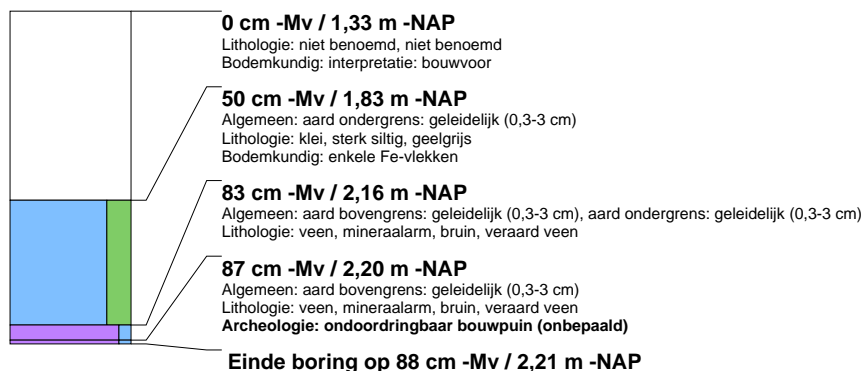 0 cm -Mv / 1,33 m -NAP
Lithologie: niet benoemd, niet benoemd
Bodemkundig: interpretatie: bouwvoor
50 cm -Mv / 1,83 m -NAP
Algemeen: aard ondergrens: geleidelijk (0,3-3 cm)
Lithologie: klei, sterk siltig, geelgrijs
Bodemkundig: enkele Fe-vlekken
83 cm -Mv / 2,16 m -NAP
Algemeen: aard bovengrens: geleidelijk (0,3-3 cm), aard ondergrens: geleidelijk (0,3-3 cm)
Lithologie: veen, mineraalarm, bruin, veraard veen
87 cm -Mv / 2,20 m -NAP
Algemeen: aard bovengrens: geleidelijk (0,3-3 cm)
Lithologie: veen, mineraalarm, bruin, veraard veen
Archeologie: ondoordringbaar bouwpuin (onbepaald)
Einde boring op 88 cm -Mv / 2,21 m -NAP